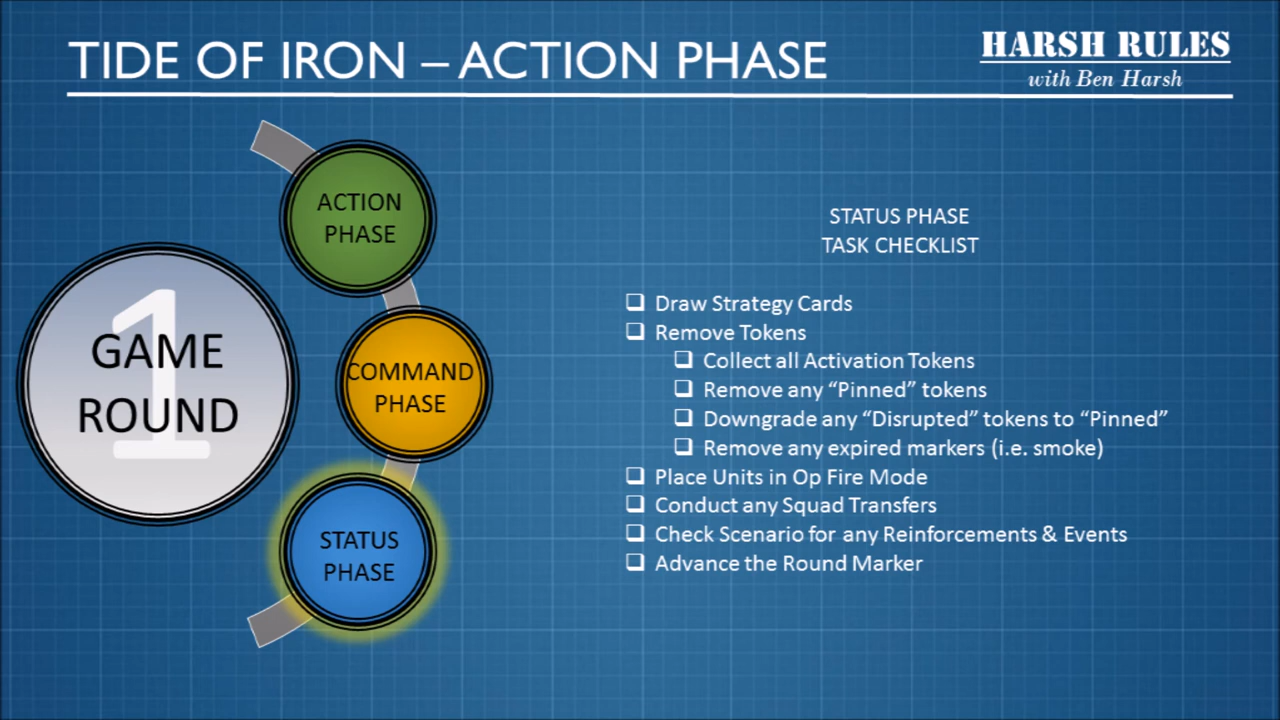 TIDE OF IRON – ACTION PHASE
HARSH RULES
with Ben Harsh
ACTION
PHASE
1
GAME
ROUND
COMMAND
PHASE
STATUS
PHASE
STATUS PHASE
TASK CHECKLIST
❑ Draw Strategy Cards
❑ Remove Tokens
❑ Collect all Activation Tokens
❑ Remove any “Pinned” tokens
❑ Downgrade any “Disrupted” tokens to “Pinned”
❑ Remove any expired markers (i.e. smoke)
❑ Place Units in Op Fire Mode
❑ Conduct any Squad Transfers
❑ Check Scenario for any Reinforcements & Events
❑ Advance the Round Marker